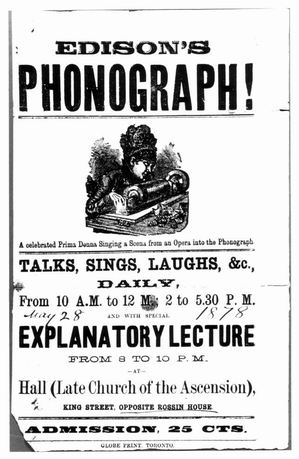 EDISON'S
PHONOGRAPH!
A celebrated Prima Donna Singing a Scena from an Opera into the Phonograph
TALKS, SINGS, LAUGHS, &c.,
DAILY,
From 10 A.M. to 12 M.; 2 to 5.30 P. M.
May 28 AND WITH SPECIAL 1878
EXPLANATORY LECTURE
FROM 8 TO 10 P. M.
—AT—
Hall (Late Church of the Ascension),
KING STREET, OPPOSITE ROSSIN HOUSE
ADMISSION, 25 CTS.
GLOBE PRINT, TORONTO.